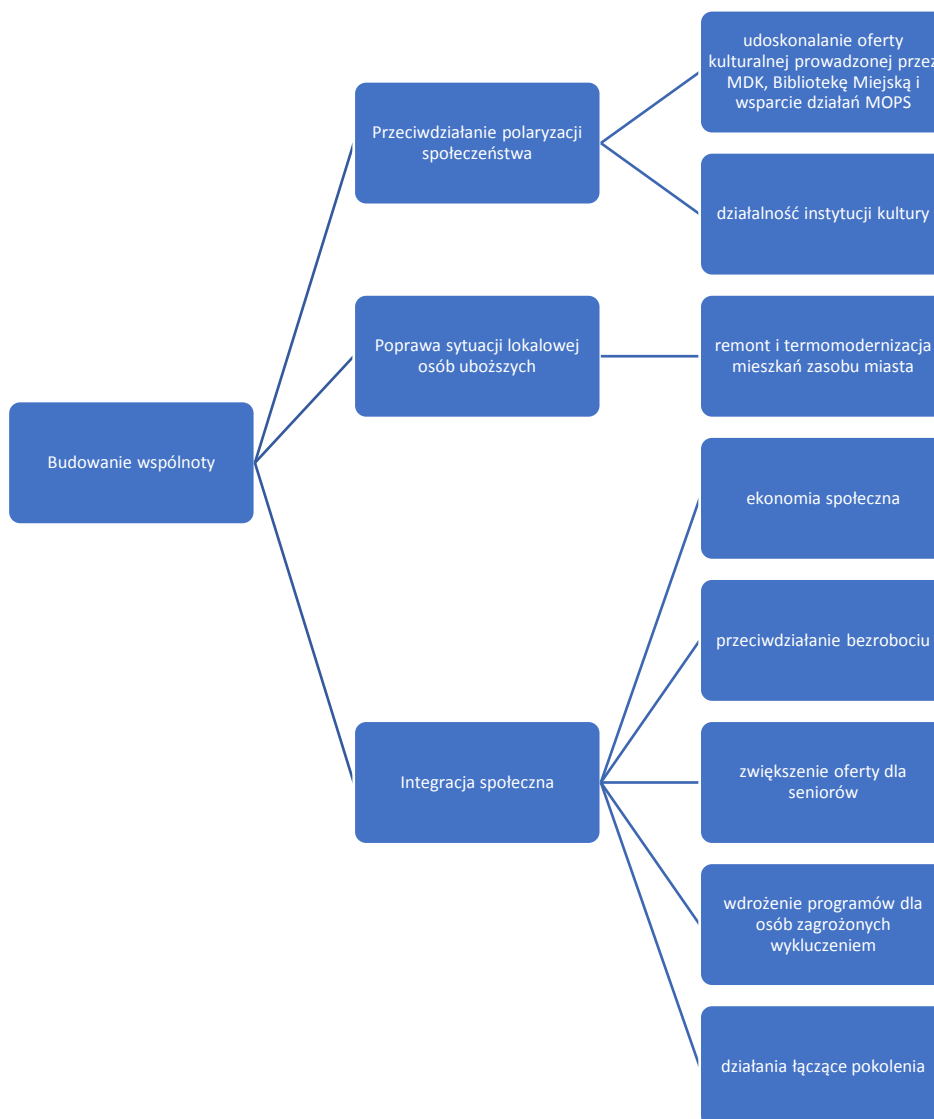 Budowanie wspólnoty
Przeciwdziałanie polaryzacji
społeczeństwa
udoskonalanie oferty
kulturalnej prowadzonej przez
MDK, Bibliotekę Miejską i
wsparcie działań MOPS
działalność instytucji kultury
Poprawa sytuacji lokalowej
osób uboższych
remont i termomodernizacja
mieszkań zasobu miasta
Integracja społeczna
ekonomia społeczna
przeciwdziałanie bezrobociu
zwiększenie oferty dla
seniorów
wdrożenie programów dla
osób zagrożonych
wykluczeniem
działania łączące pokolenia